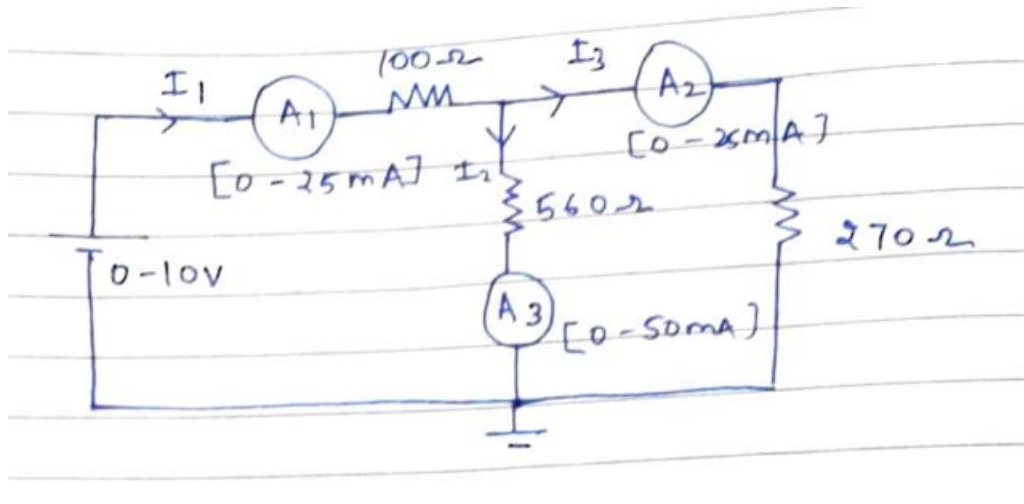 100Ω
I1
A1
I3
A2
[0-25mA]
[0-25mA]
I2
560Ω
270Ω
0-10V
A3
[0-50mA]